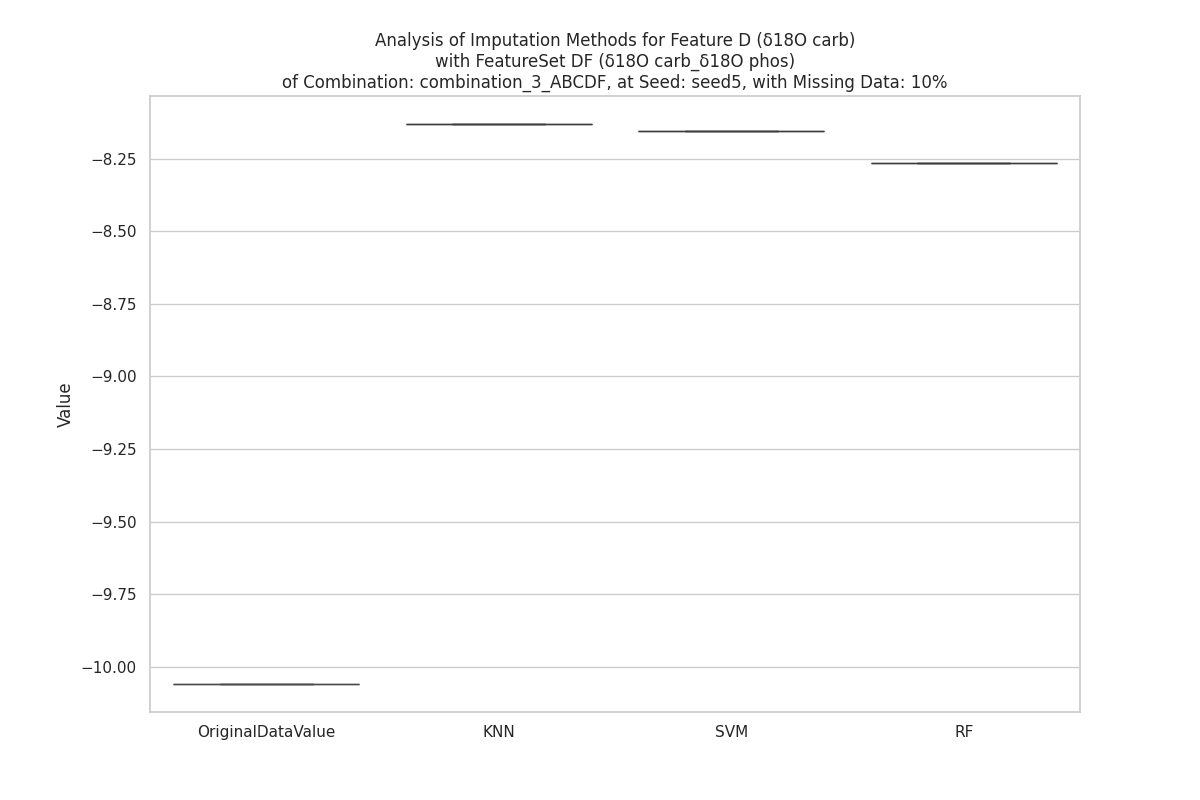 Analysis of Imputation Methods for Feature D (δ18O carb)
with FeatureSet DF (δ18O carb_δ18O phos)
of Combination: combination_3_ABCDF, at Seed: seed5, with Missing Data: 10%
Value
−8.25
−8.50
−8.75
−9.00
−9.25
−9.50
−9.75
−10.00
OriginalDataValue
KNN
SVM
RF